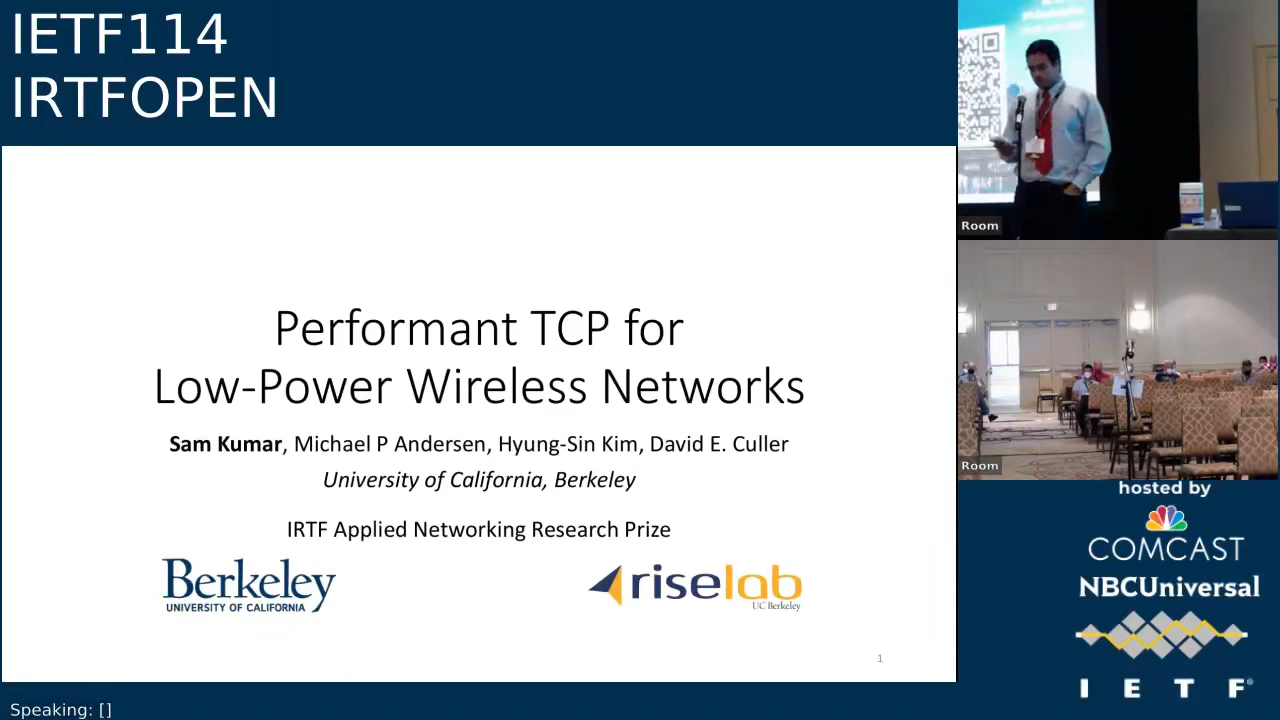 IETF114
IRTFOPEN
Performant TCP for
Low-Power Wireless Networks
Sam Kumar, Michael P Andersen, Hyung-Sin Kim, David E. Culler
University of California, Berkeley
IRTF Applied Networking Research Prize
Berkeley
UNIVERSITY OF CALIFORNIA
riselab
UC Berkeley
1
Room
Room
hosted by
COMCAST
NBCUniversal
I E T F®
Speaking: []